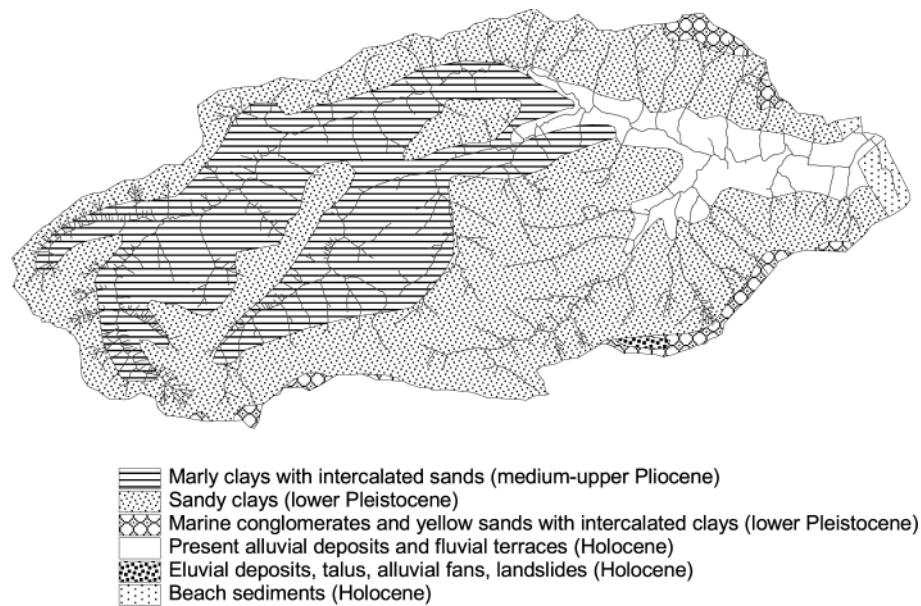 Marly clays with intercalated sands (medium-upper Pliocene)
Sandy clays (lower Pleistocene)
Marine conglomerates and yellow sands with intercalated clays (lower Pleistocene)
Present alluvial deposits and fluvial terraces (Holocene)
Eluvial deposits, talus, alluvial fans, landslides (Holocene)
Beach sediments (Holocene)